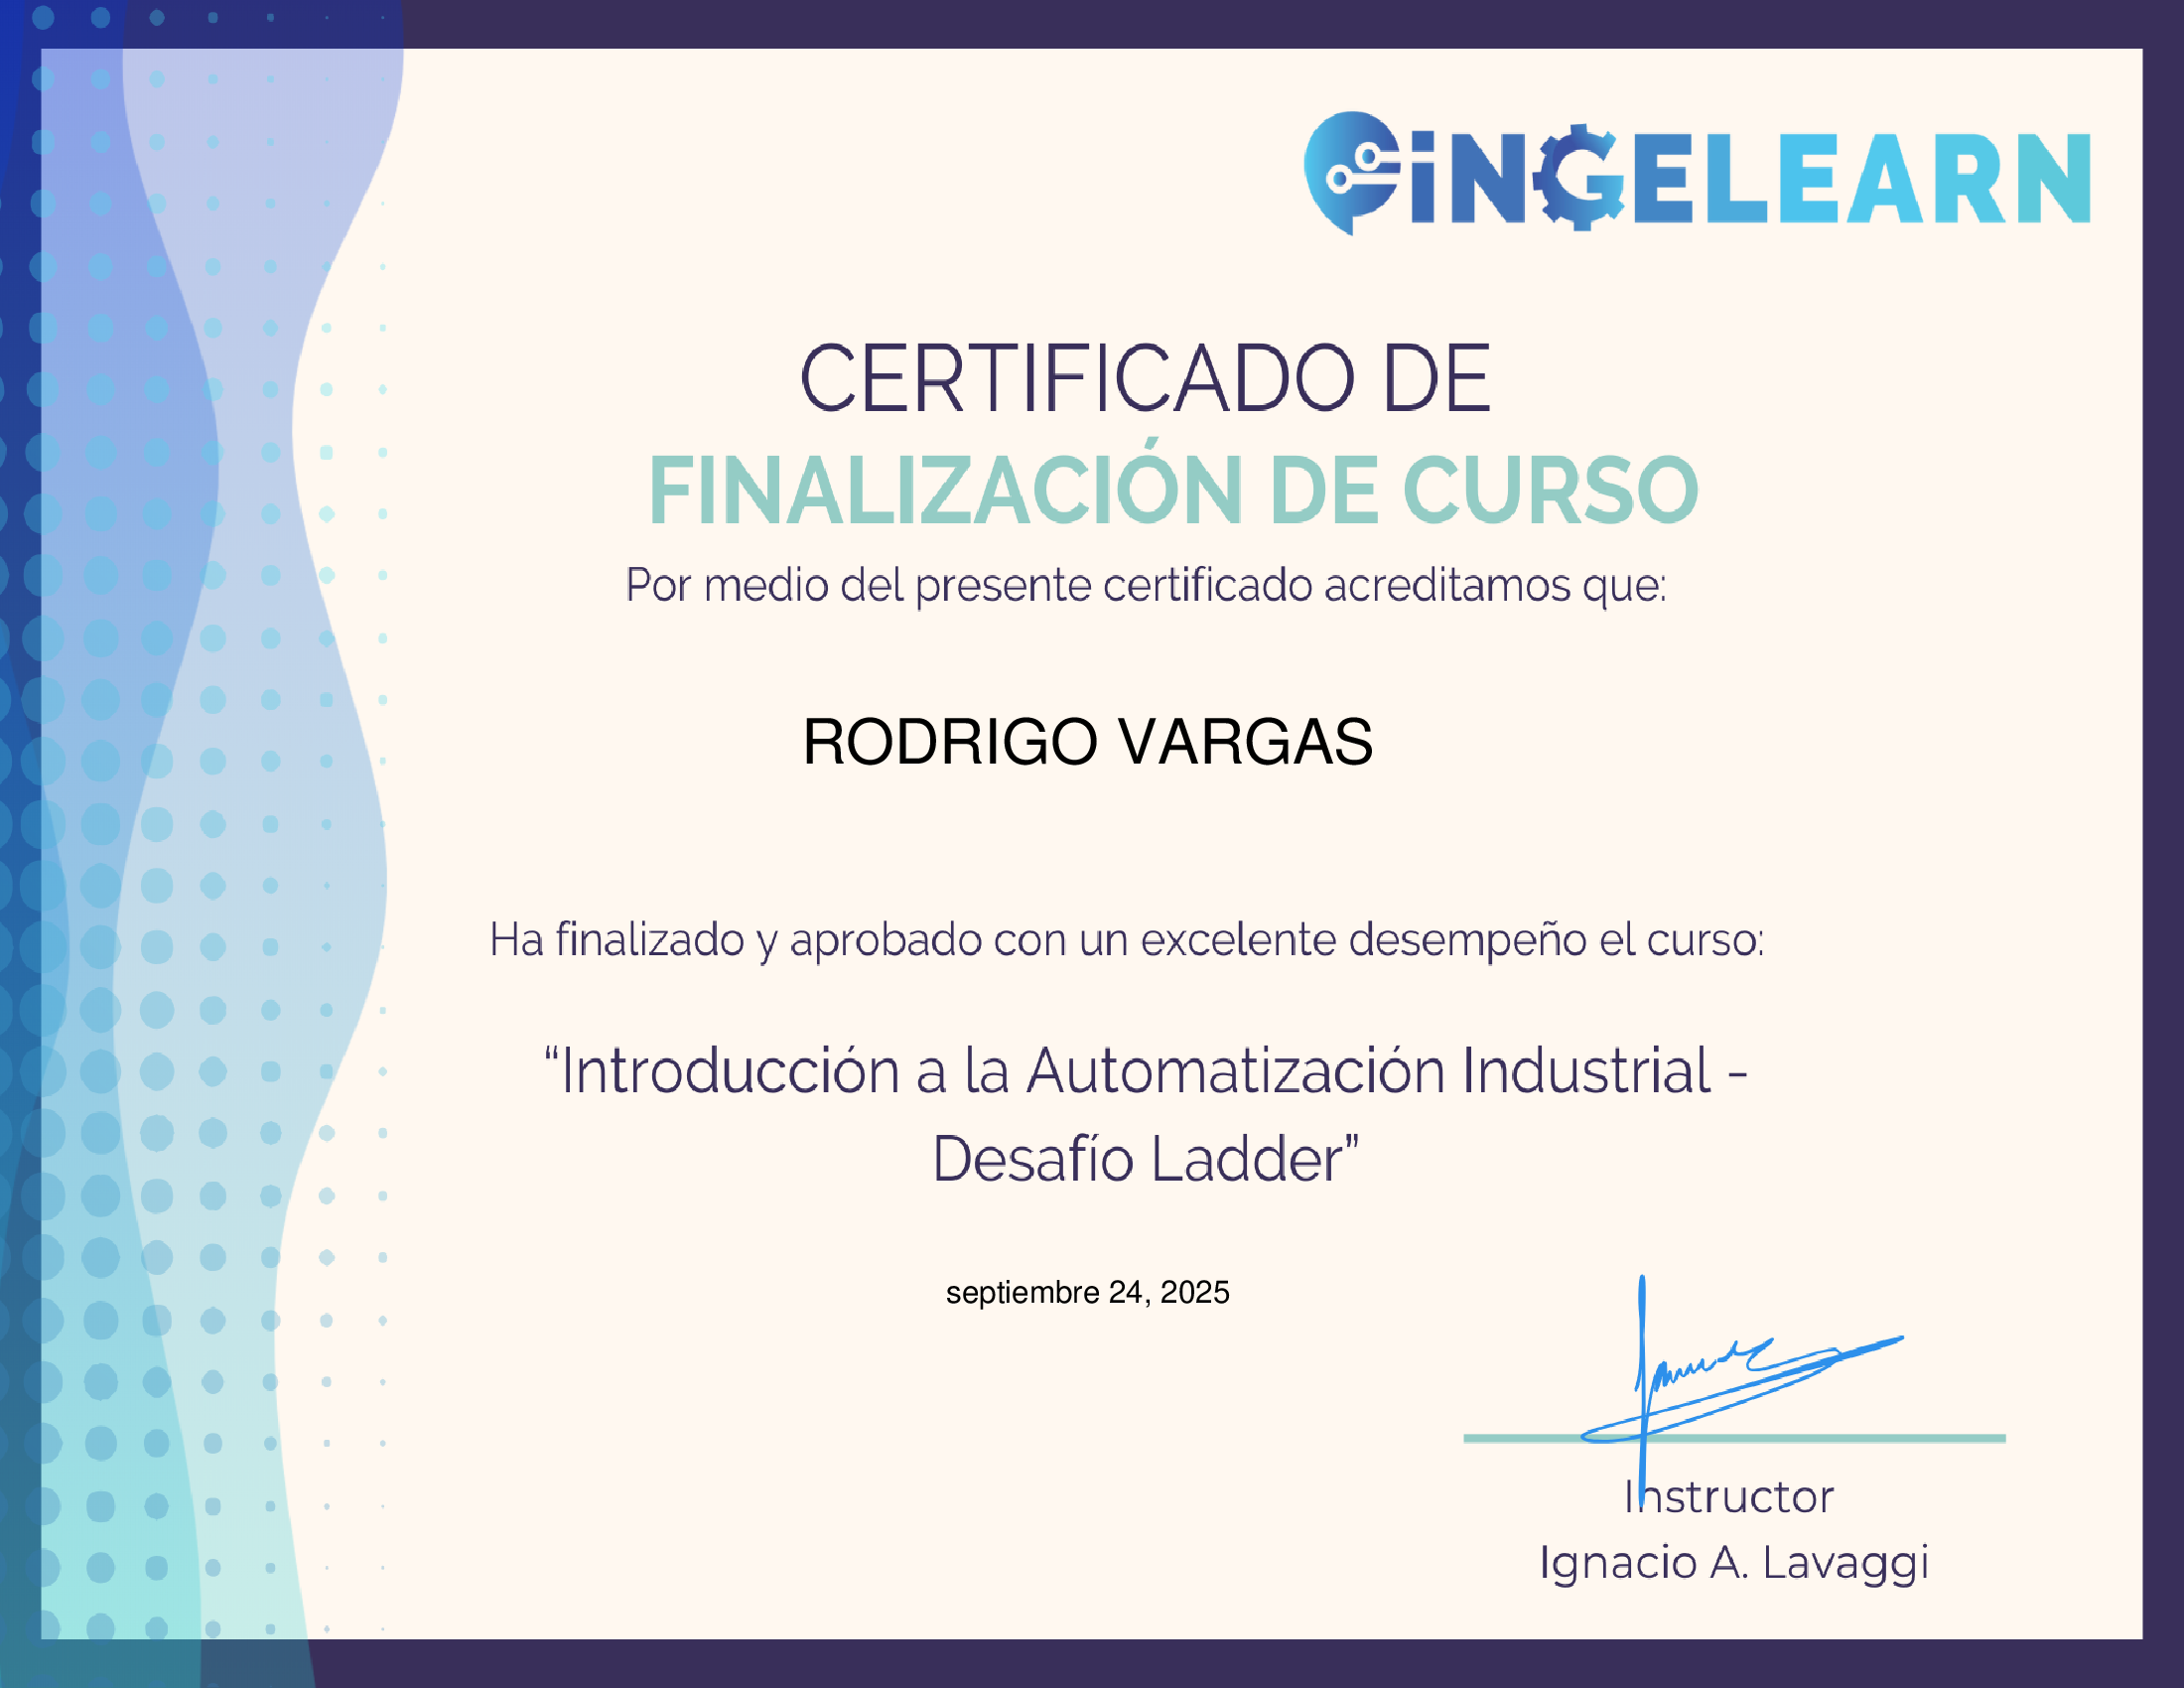 iNGELEARN
CERTIFICADO DE
FINALIZACIÓN DE CURSO
Por medio del presente certificado acreditamos que:
RODRIGO VARGAS
Ha finalizado y aprobado con un excelente desempeño el curso:
“Introducción a la Automatización Industrial -
Desafío Ladder”
septiembre 24, 2025
Instructor
Ignacio A. Lavaggi